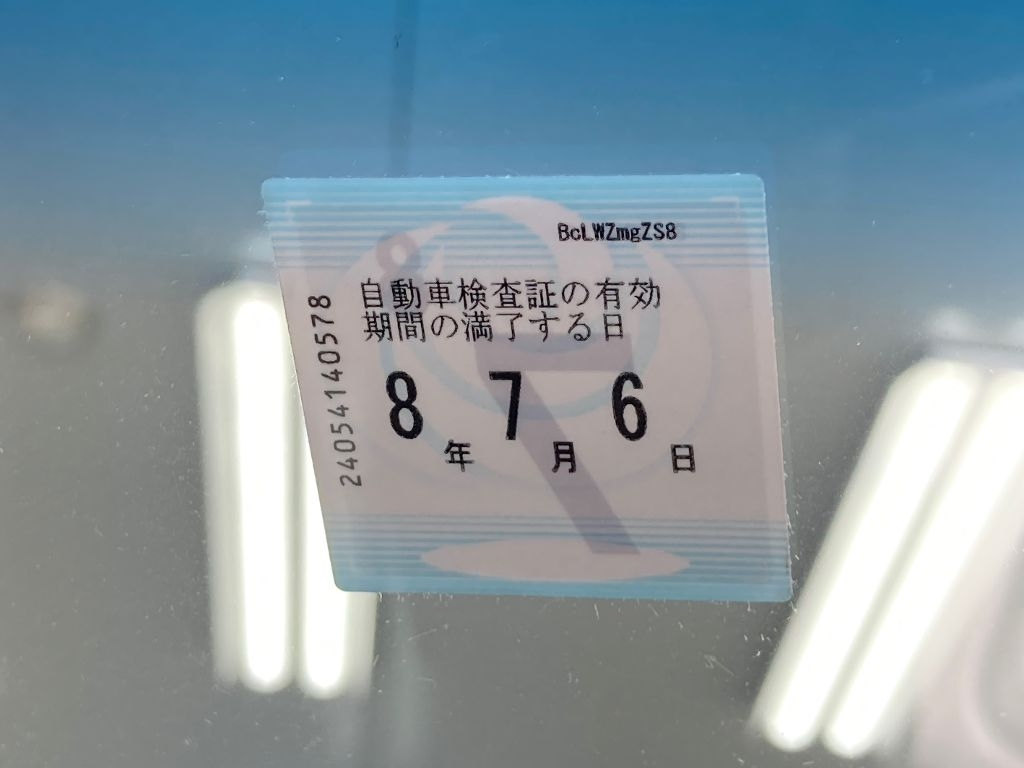 BcLWZmgZS8
自動車検査証の有効
期間の満了する日
8年7月6日
240541140578